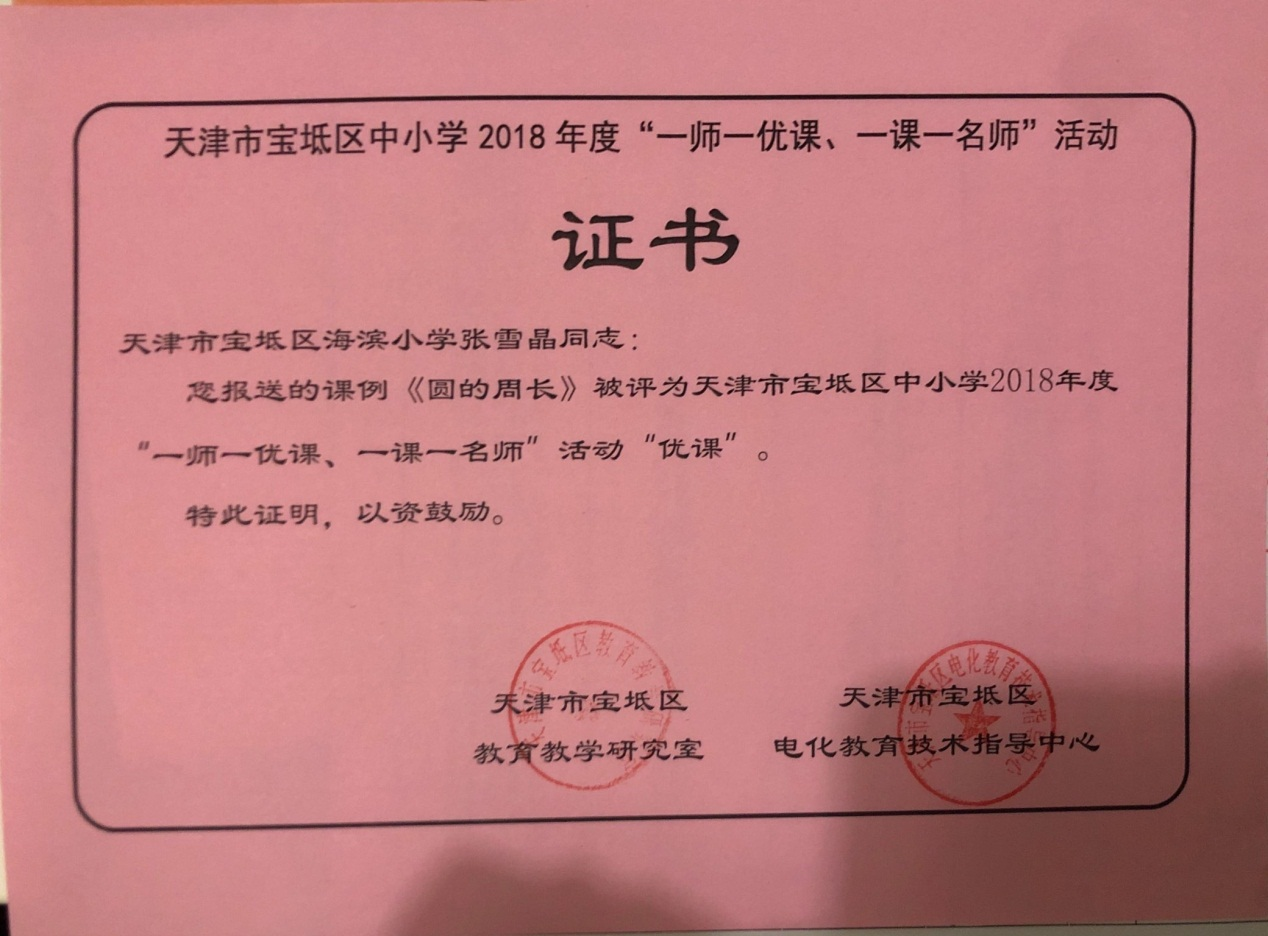 天津市宝坻区中小学 2018 年度“一师一优课、一课一名师”活动
证书
天津市宝坻区海滨小学张雪晶同志：
您报送的课例《圆的周长》被评为天津市宝坻区中小学2018年度
“一师一优课、一课一名师”活动“优课”。
特此证明，以资鼓励。
天津市宝坻区
教育教学研究室
天津市宝坻区
电化教育技术指导中心